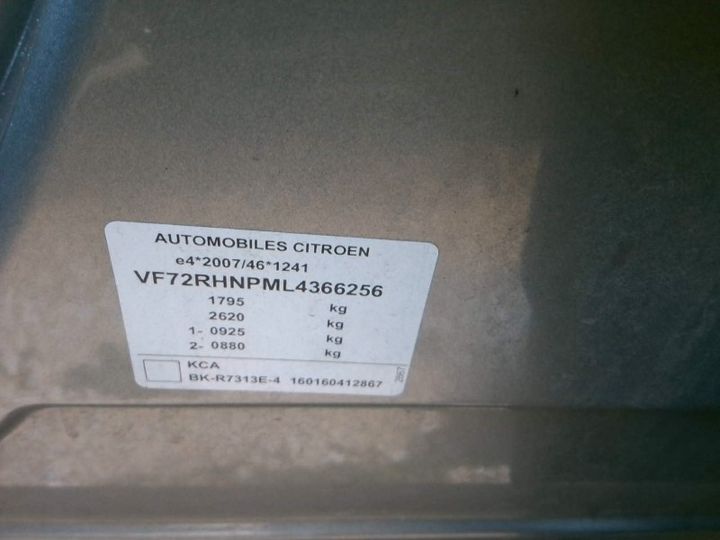 AUTOMOBILES CITROEN
e4*2007/46*1241
VF72RHNPML4366256
1795 kg
2620 kg
1- 0925 kg
2- 0880 kg
KCA
BK-R7313E-4 160160412867
2867